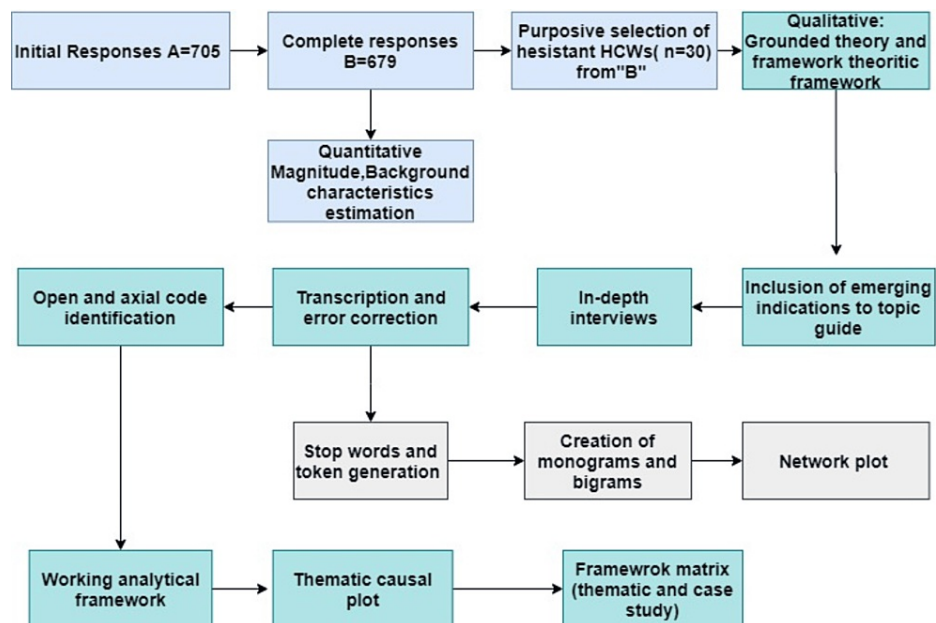 Initial Responses A=705
Complete responses
B=679
Purposive selection of
hesistant HCWs( n=30)
from"B"
Qualitative:
Grounded theory and
framework theoritic
framework
Quantitative
Magnitude,Background
characteristics
estimation
Open and axial code
identification
Transcription and
error correction
In-depth
interviews
Inclusion of emerging
indications to topic
guide
Stop words and
token generation
Creation of
monograms and
bigrams
Network plot
Working analytical
framework
Thematic causal
plot
Framewrok matrix
(thematic and case
study)